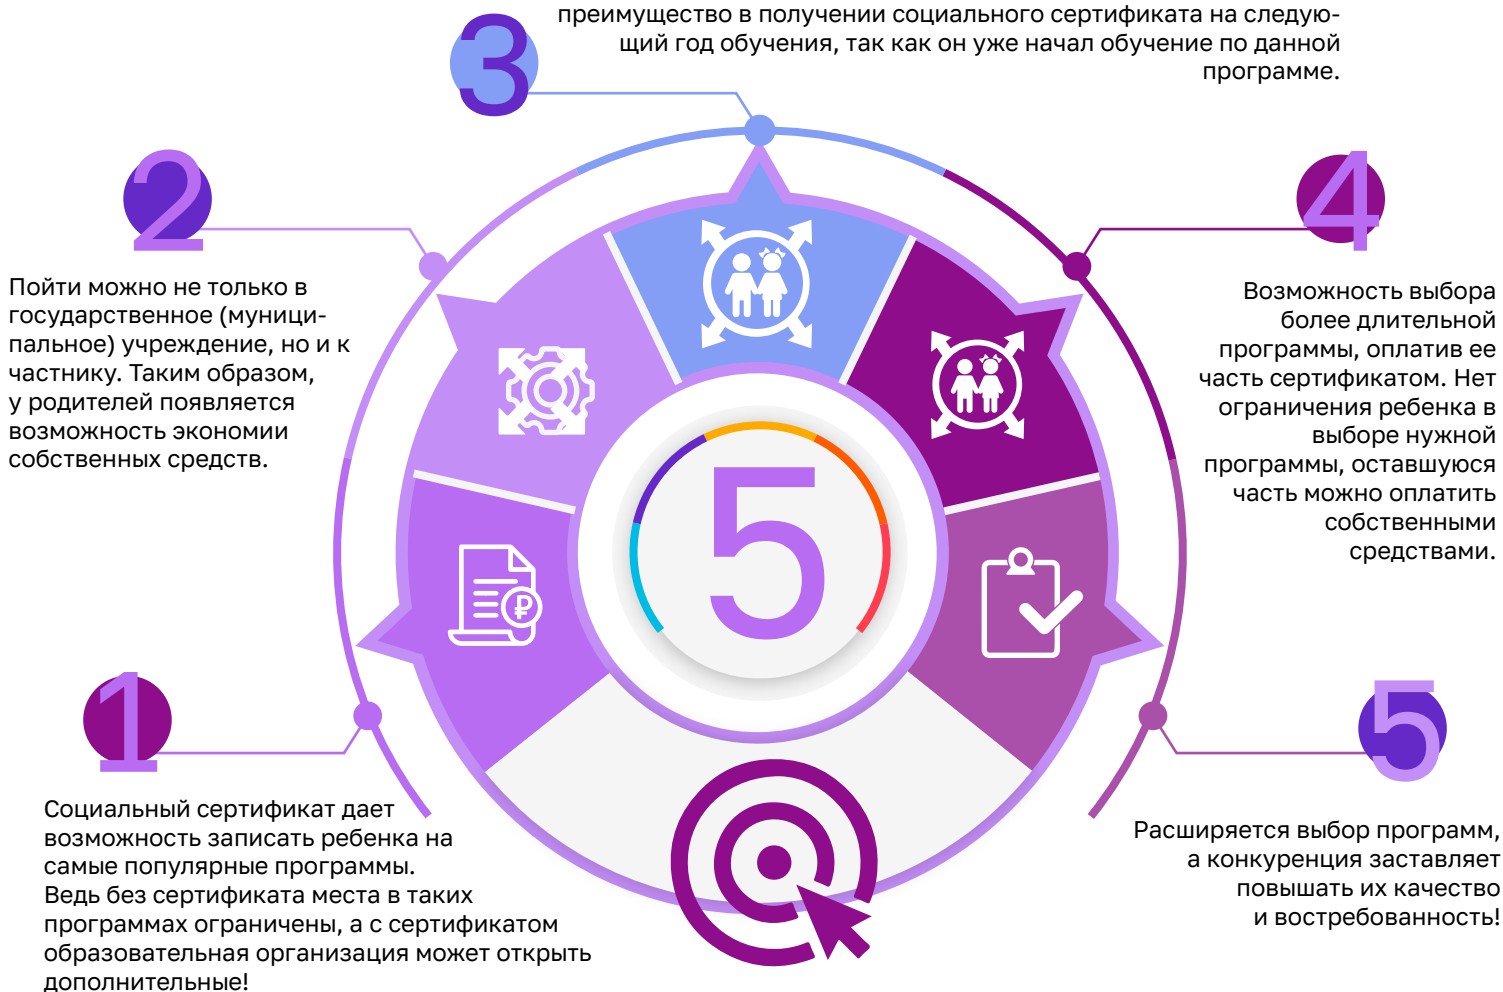 3
преимущество в получении социального сертификата на следую-
щий год обучения, так как он уже начал обучение по данной
программе.
2
Пойти можно не только в
государственное (муници-
пальное) учреждение, но и к
частнику. Таким образом,
у родителей появляется
возможность экономии
собственных средств.
4
Возможность выбора
более длительной
программы, оплатив ее
часть сертификатом. Нет
ограничения ребенка в
выборе нужной
программы, оставшуюся
часть можно оплатить
собственными
средствами.
5
₽
1
Социальный сертификат дает
возможность записать ребенка на
самые популярные программы.
Ведь без сертификата места в таких
программах ограничены, а с сертификатом
образовательная организация может открыть
дополнительные!
5
Расширяется выбор программ,
а конкуренция заставляет
повышать их качество
и востребованность!